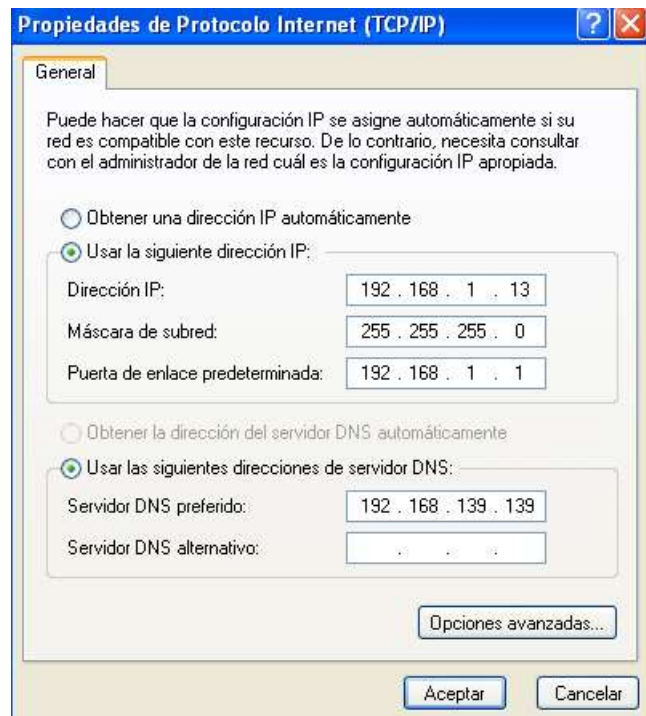 Propiedades de Protocolo Internet (TCP/IP)
General
Puede hacer que la configuración IP se asigne automáticamente si su
red es compatible con este recurso. De lo contrario, necesita consultar
con el administrador de la red cuál es la configuración IP apropiada.
Obtener una dirección IP automáticamente
Usar la siguiente dirección IP:
Dirección IP: 192 . 168 . 1 . 13
Máscara de subred: 255 . 255 . 255 . 0
Puerta de enlace predeterminada: 192 . 168 . 1 . 1
Obtener la dirección del servidor DNS automáticamente
Usar las siguientes direcciones de servidor DNS:
Servidor DNS preferido: 192 . 168 . 139 . 139
Servidor DNS alternativo: . . .
Opciones avanzadas...
Aceptar Cancelar